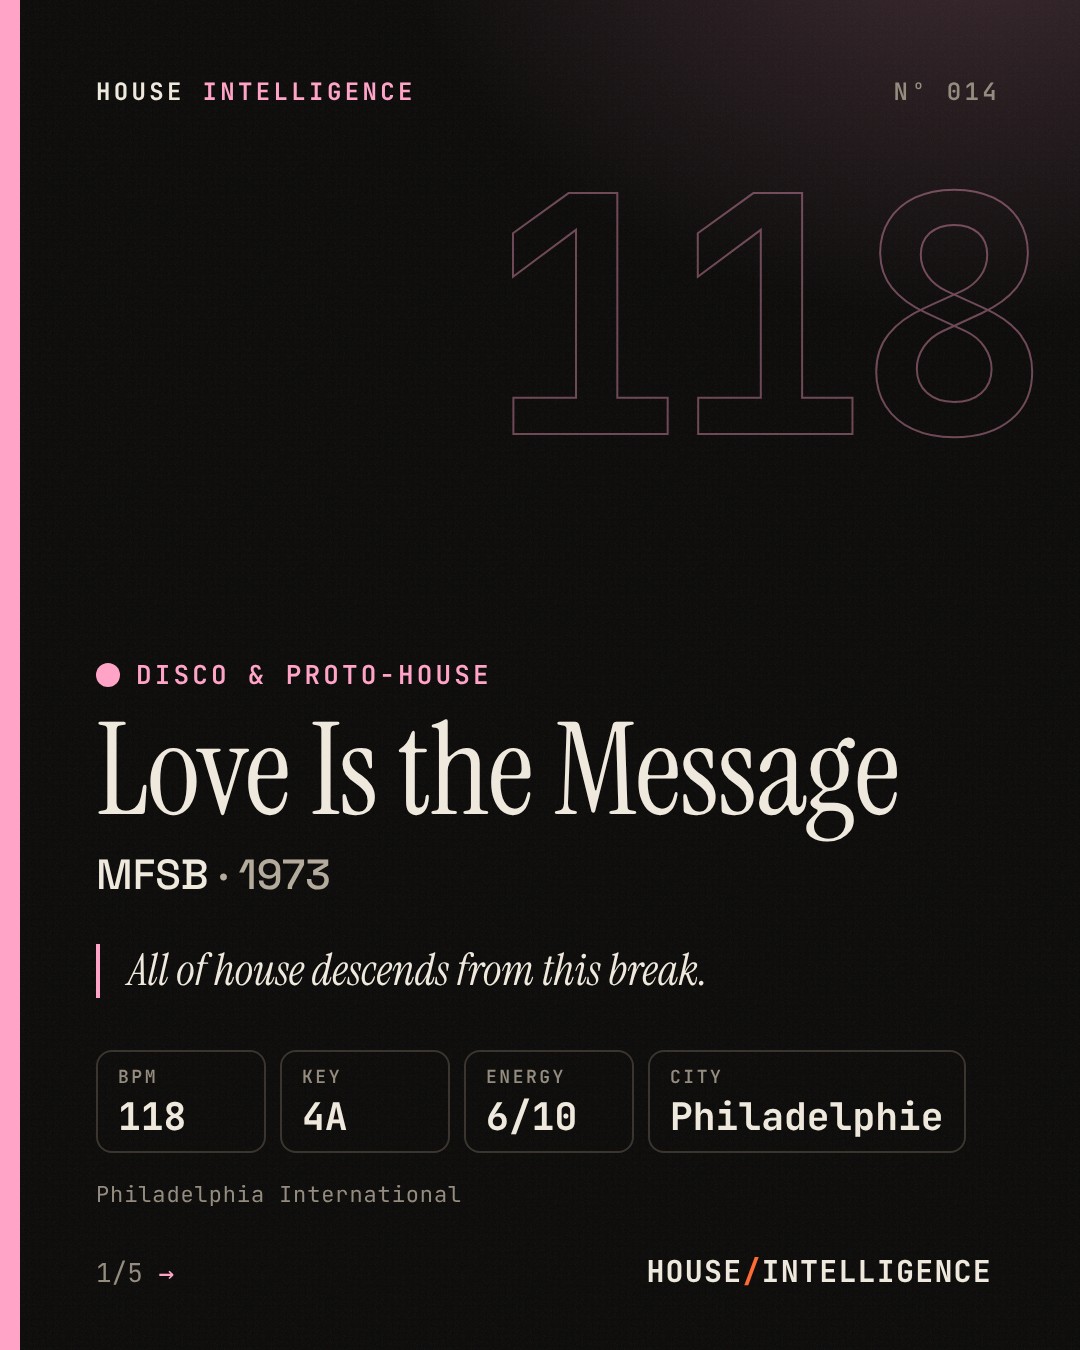 HOUSE INTELLIGENCE
N° 014
118
DISCO & PROTO-HOUSE
Love Is the Message
MFSB · 1973
All of house descends from this break.
BPM
118
KEY
4A
ENERGY
6/10
CITY
Philadelphie
Philadelphia International
1/5 →
HOUSE/INTELLIGENCE